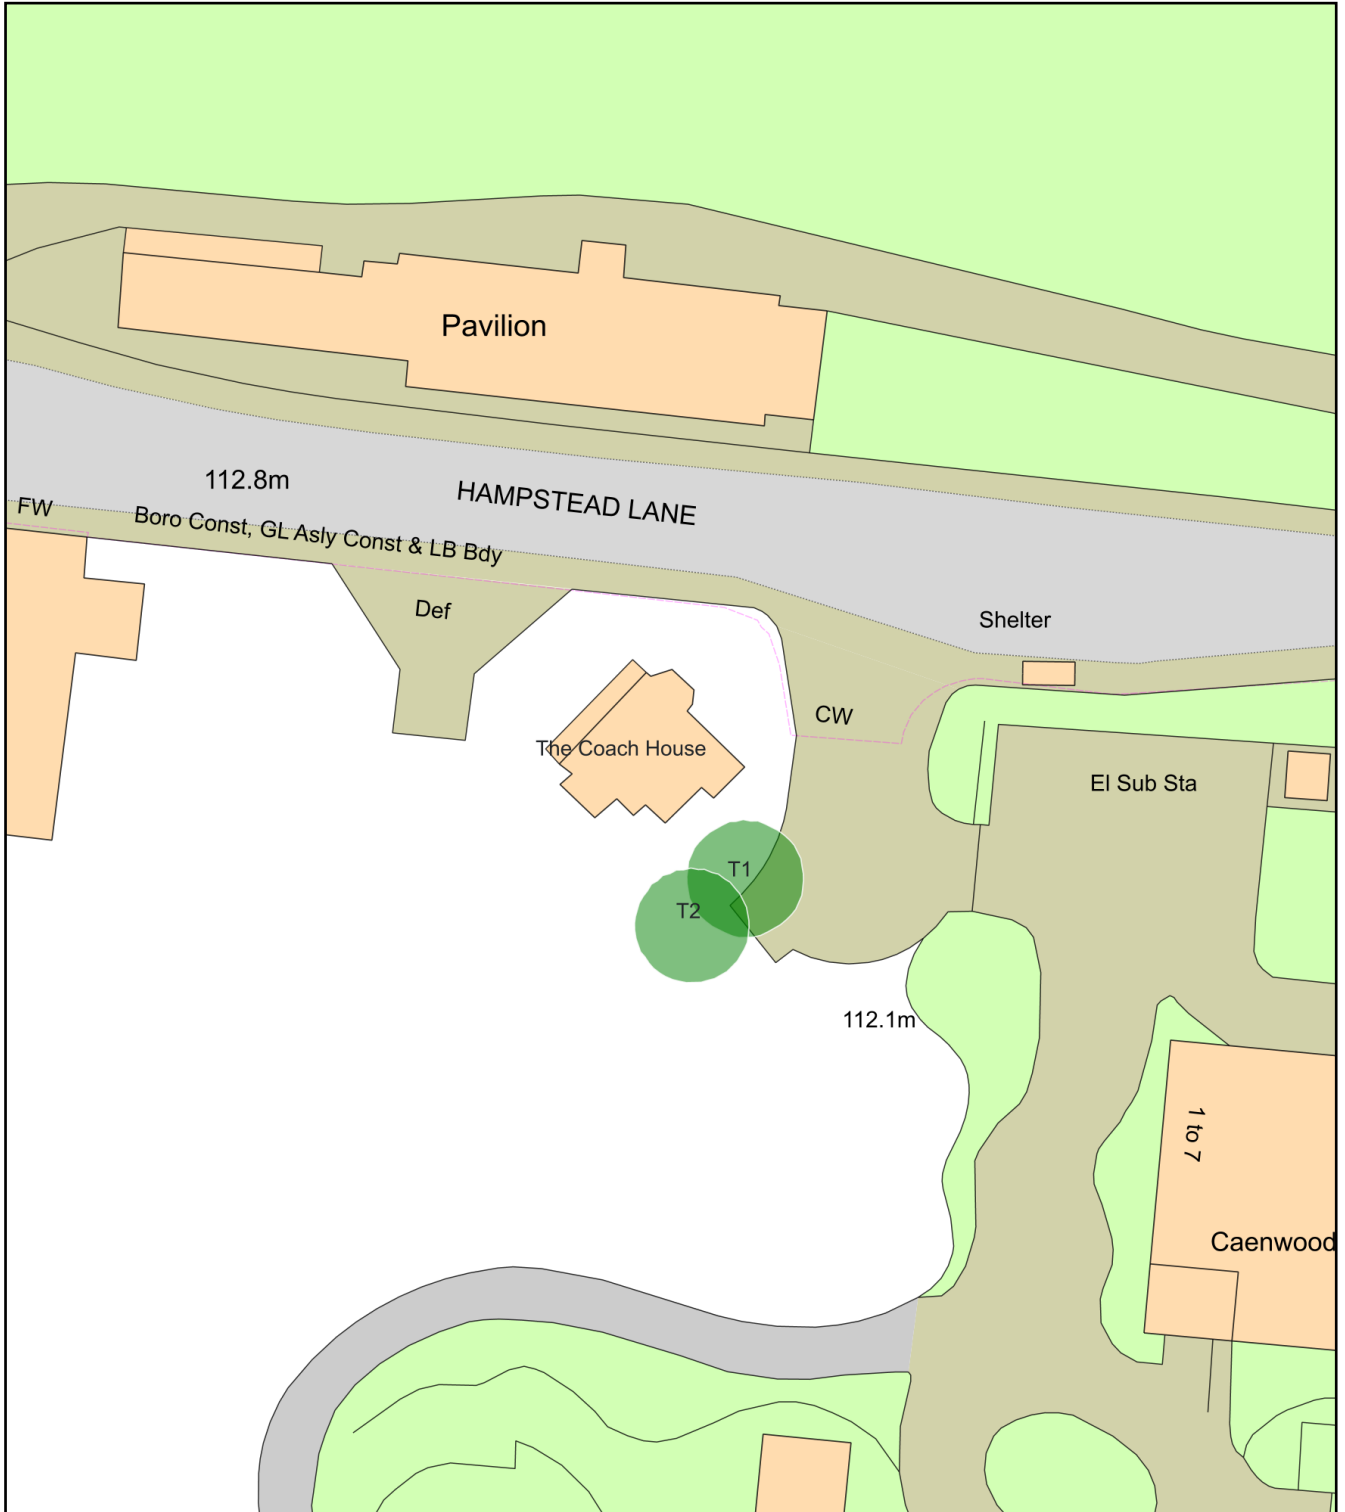 Pavilion
112.8m
HAMPSTEAD LANE
FW
Boro Const, GL Asly Const & LB Bdy
Def
Shelter
CW
The Coach House
El Sub Sta
T1
T2
112.1m
1 to 7
Caenwood